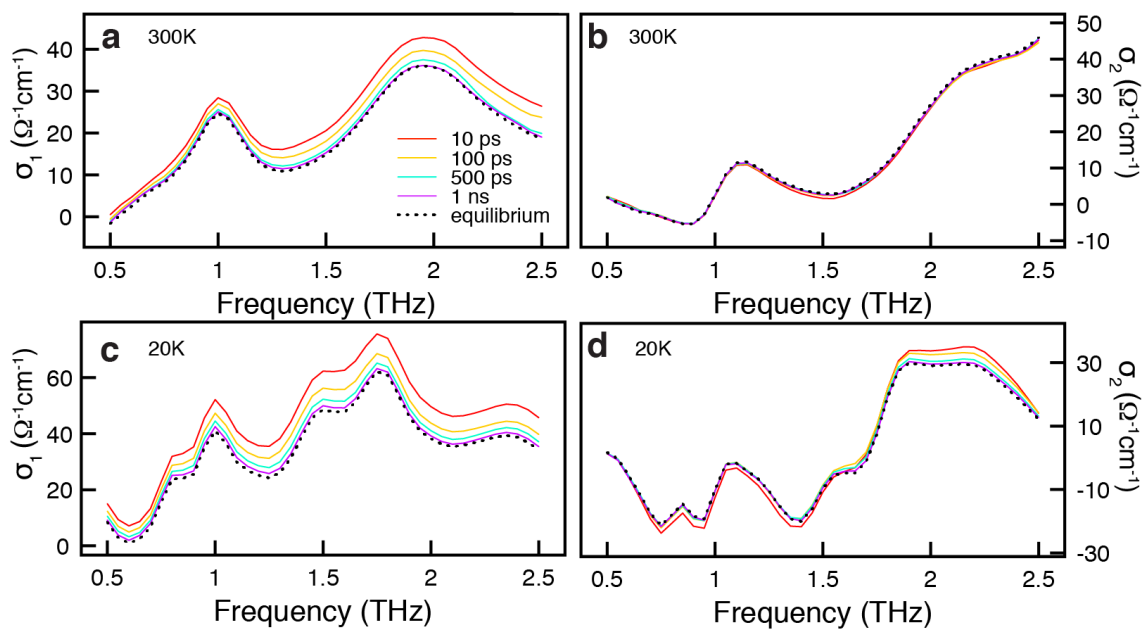 a 300K
σ₁ (Ω⁻¹cm⁻¹)
40
30
20
10
0
10 ps
100 ps
500 ps
1 ns
equilibrium
0.5 1 1.5 2 2.5
Frequency (THz)
b 300K
50
40
30
20
10
0
-10
σ₂ (Ω⁻¹cm⁻¹)
0.5 1 1.5 2 2.5
Frequency (THz)
c 20K
σ₁ (Ω⁻¹cm⁻¹)
60
40
20
0
0.5 1 1.5 2 2.5
Frequency (THz)
d 20K
30
10
-10
-30
σ₂ (Ω⁻¹cm⁻¹)
0.5 1 1.5 2 2.5
Frequency (THz)